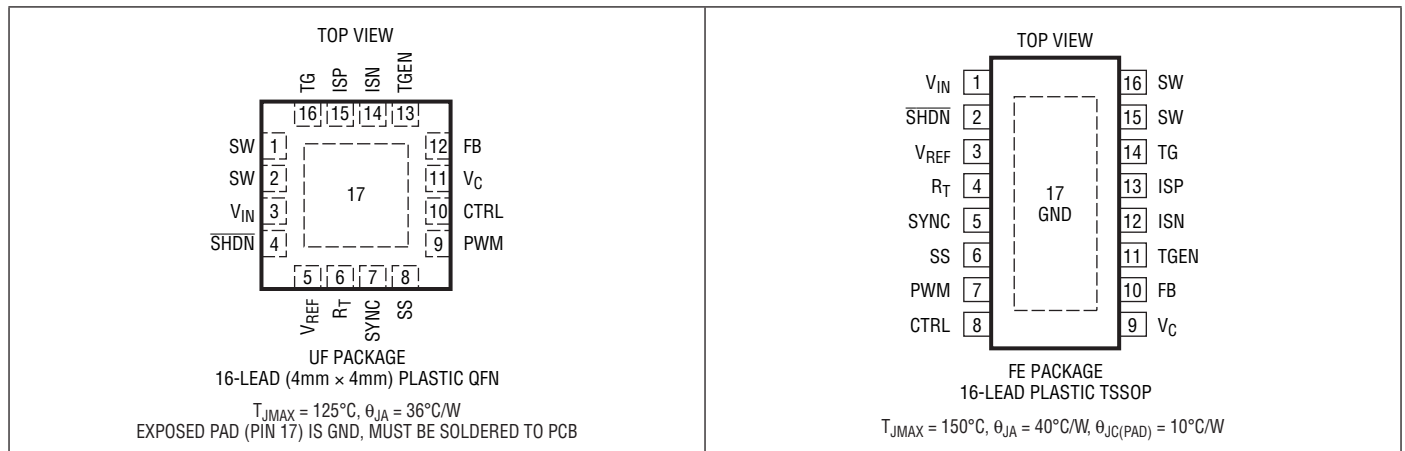 TOP VIEW
TG ISP ISN TGEN
16 15 14 13
SW 1 12 FB
SW 2 11 VC
17
VIN 3 10 CTRL
SHDN 4 9 PWM
5 6 7 8
VREF RT SYNC SS
UF PACKAGE
16-LEAD (4mm × 4mm) PLASTIC QFN
TJMAX = 125°C, θJA = 36°C/W
EXPOSED PAD (PIN 17) IS GND, MUST BE SOLDERED TO PCB
TOP VIEW
VIN 1 16 SW
SHDN 2 15 SW
VREF 3 14 TG
RT 4 13 ISP
17
GND
SYNC 5 12 ISN
SS 6 11 TGEN
PWM 7 10 FB
CTRL 8 9 VC
FE PACKAGE
16-LEAD PLASTIC TSSOP
TJMAX = 150°C, θJA = 40°C/W, θJC(PAD) = 10°C/W